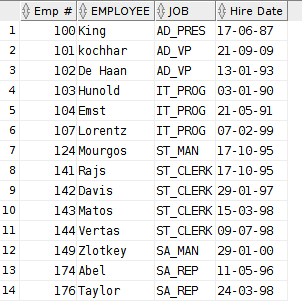 Emp # EMPLOYEE JOB Hire Date
1 100 King AD_PRES 17-06-87
2 101 kochhar AD_VP 21-09-09
3 102 De Haan AD_VP 13-01-93
4 103 Hunold IT_PROG 03-01-90
5 104 Emst IT_PROG 21-05-91
6 107 Lorentz IT_PROG 07-02-99
7 124 Mourgos ST_MAN 17-10-95
8 141 Rajs ST_CLERK 17-10-95
9 142 Davis ST_CLERK 29-01-97
10 143 Matos ST_CLERK 15-03-98
11 144 Vertas ST_CLERK 09-07-98
12 149 Zlotkey SA_MAN 29-01-00
13 174 Abel SA_REP 11-05-96
14 176 Taylor SA_REP 24-03-98